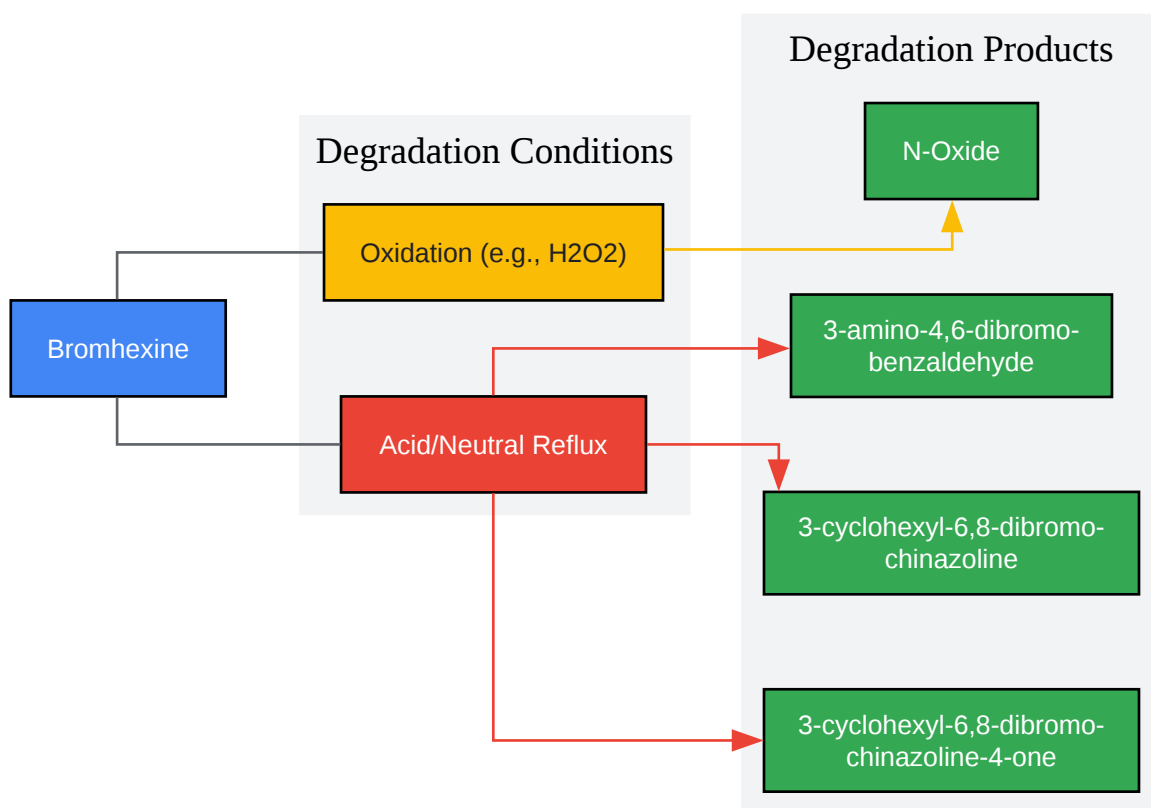 Degradation Products
N-Oxide
Degradation Conditions
Oxidation (e.g., H2O2)
Bromhexine
3-amino-4,6-dibromo-
benzaldehyde
Acid/Neutral Reflux
3-cyclohexyl-6,8-dibromo-
chinazoline
3-cyclohexyl-6,8-dibromo-
chinazoline-4-one